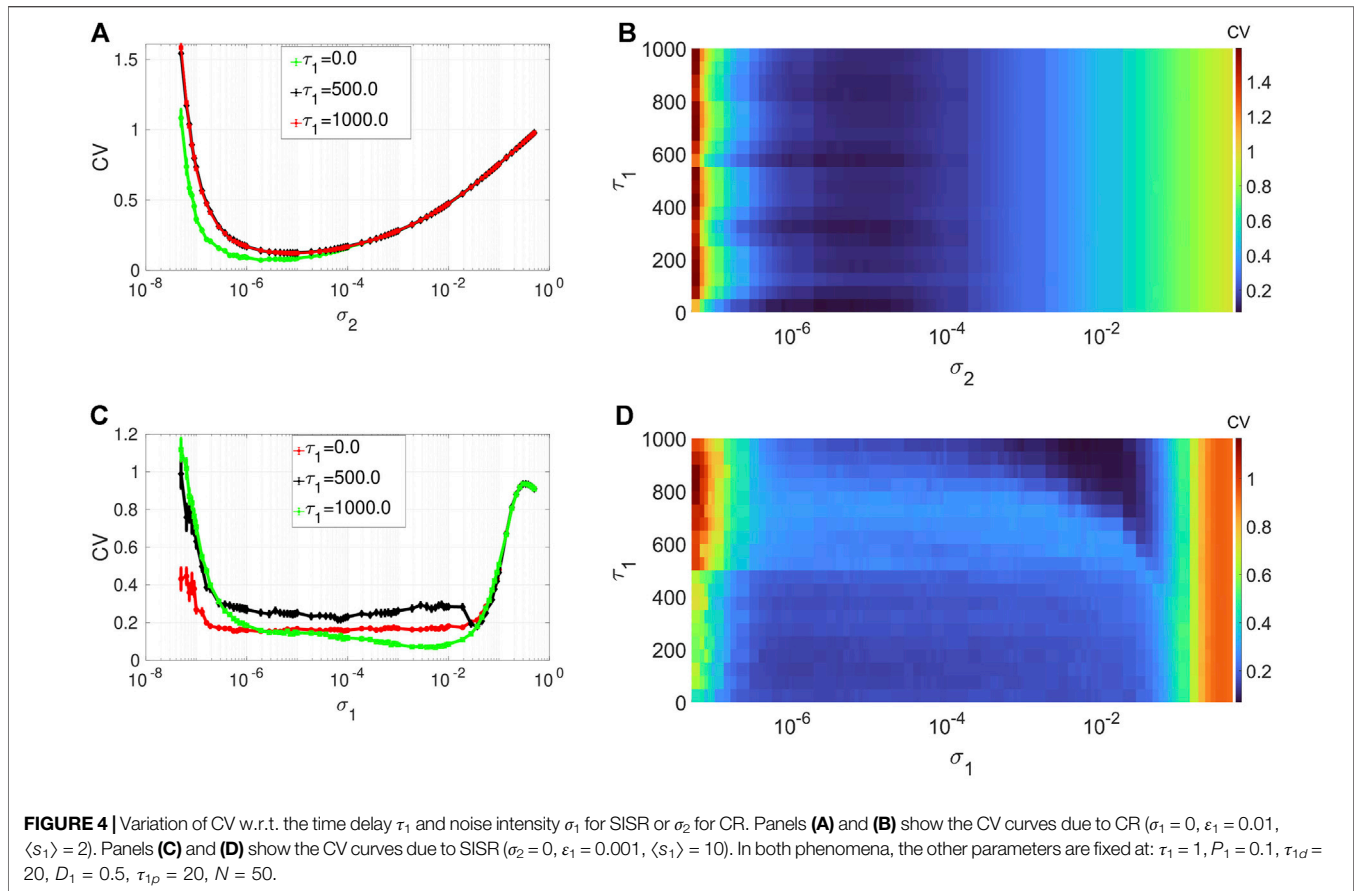 A
CV
1.5
1
0.5
0
10⁻⁸ 10⁻⁶ 10⁻⁴ 10⁻² 10⁰
σ₂
τ₁=0.0
τ₁=500.0
τ₁=1000.0
B
τ₁
1000
800
600
400
200
0
10⁻⁶ 10⁻⁴ 10⁻²
σ₂
CV
1.4
1.2
1
0.8
0.6
0.4
0.2
C
CV
1.2
1
0.8
0.6
0.4
0.2
0
10⁻⁸ 10⁻⁶ 10⁻⁴ 10⁻² 10⁰
σ₁
τ₁=0.0
τ₁=500.0
τ₁=1000.0
D
τ₁
1000
800
600
400
200
0
10⁻⁶ 10⁻⁴ 10⁻²
σ₁
CV
1
0.8
0.6
0.4
0.2
FIGURE 4 | Variation of CV w.r.t. the time delay τ₁ and noise intensity σ₁ for SISR or σ₂ for CR. Panels (A) and (B) show the CV curves due to CR (σ₁ = 0, ε₁ = 0.01,
⟨s₁⟩ = 2). Panels (C) and (D) show the CV curves due to SISR (σ₂ = 0, ε₁ = 0.001, ⟨s₁⟩ = 10). In both phenomena, the other parameters are fixed at: τ₁ = 1, P₁ = 0.1, τ₁d =
20, D₁ = 0.5, τ₁p = 20, N = 50.